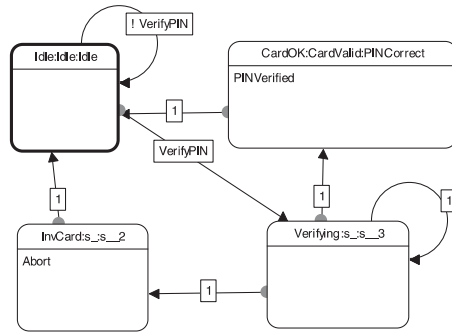 ! VerifyPIN
Idle:Idle:Idle
CardOK:CardValid:PINCorrect
PINVerified
1
VerifyPIN
1
1
1
InvCard:s_:s__2
Abort
Verifying:s_:s__3
1